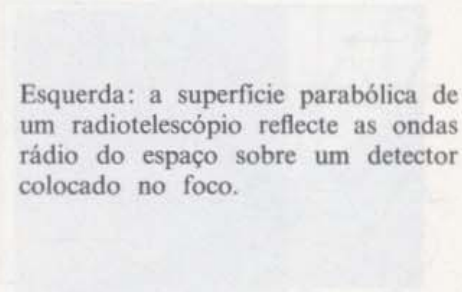 Esquerda: a superfície parabólica de
um radiotelescópio reflecte as ondas
rádio do espaço sobre um detector
colocado no foco.